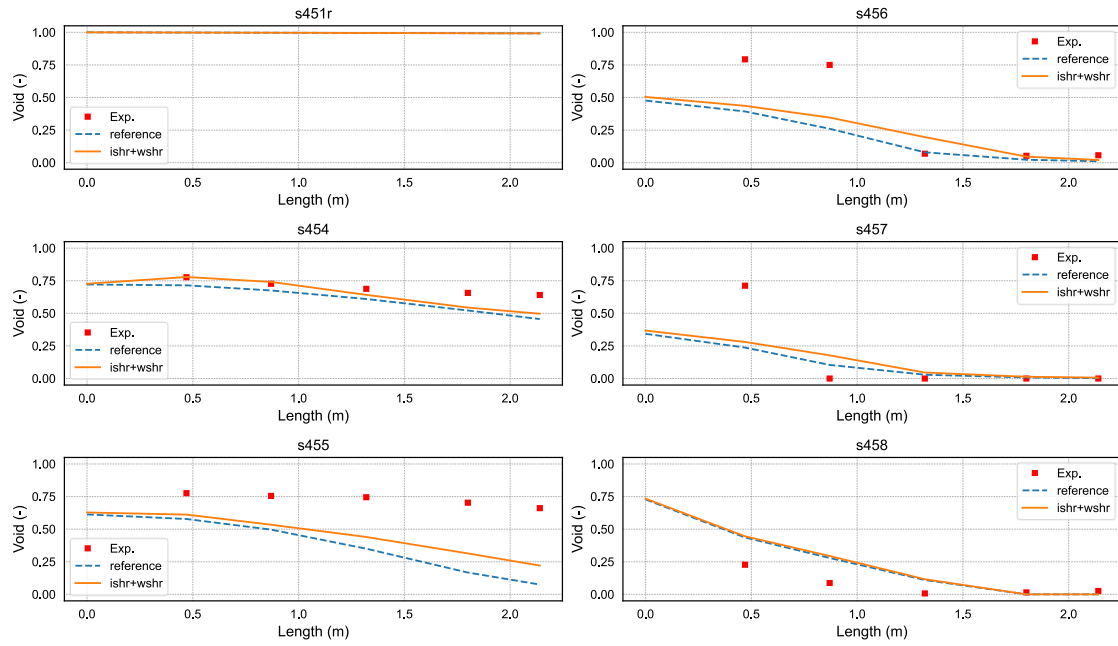 s451r
1.00
0.75
0.50
0.25
0.00
Void (-)
Exp.
reference
ishr+wshr
0.0 0.5 1.0 1.5 2.0
Length (m)
s456
1.00
0.75
0.50
0.25
0.00
Void (-)
Exp.
reference
ishr+wshr
0.0 0.5 1.0 1.5 2.0
Length (m)
s454
1.00
0.75
0.50
0.25
0.00
Void (-)
Exp.
reference
ishr+wshr
0.0 0.5 1.0 1.5 2.0
Length (m)
s457
1.00
0.75
0.50
0.25
0.00
Void (-)
Exp.
reference
ishr+wshr
0.0 0.5 1.0 1.5 2.0
Length (m)
s455
1.00
0.75
0.50
0.25
0.00
Void (-)
Exp.
reference
ishr+wshr
0.0 0.5 1.0 1.5 2.0
Length (m)
s458
1.00
0.75
0.50
0.25
0.00
Void (-)
Exp.
reference
ishr+wshr
0.0 0.5 1.0 1.5 2.0
Length (m)